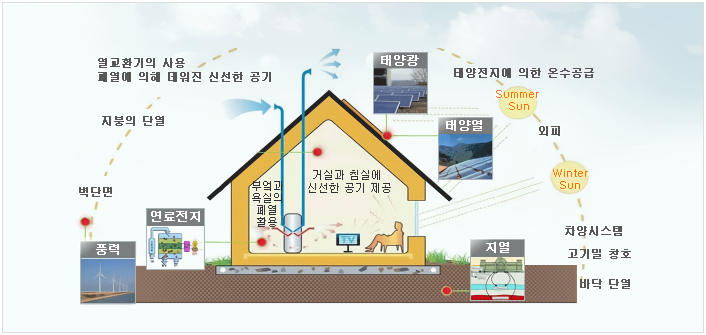 열교환기의 사용
폐열에 의해 데워진 신선한 공기
태양광
태양전지에 의한 온수공급
Summer
Sun
지붕의 단열
태양열
외피
거실과 침실에
신선한 공기 제공
Winter
Sun
벽단면
부엌과
욕실의
폐열
활용
연료전지
차양시스템
TV
풍력
지열
고기밀 창호
바닥 단열